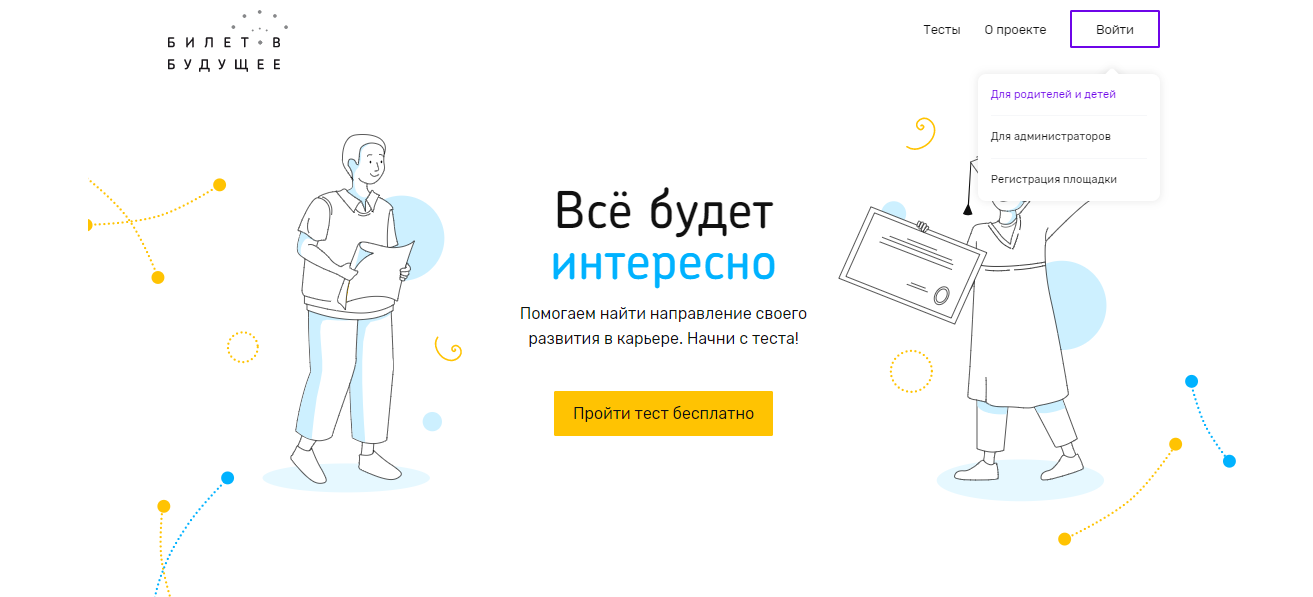 БИЛЕТ В
БУДУЩЕЕ
Тесты
О проекте
Войти
Для родителей и детей
Для администраторов
Регистрация площадки
Всё будет
интересно
Помогаем найти направление своего
развития в карьере. Начни с теста!
Пройти тест бесплатно